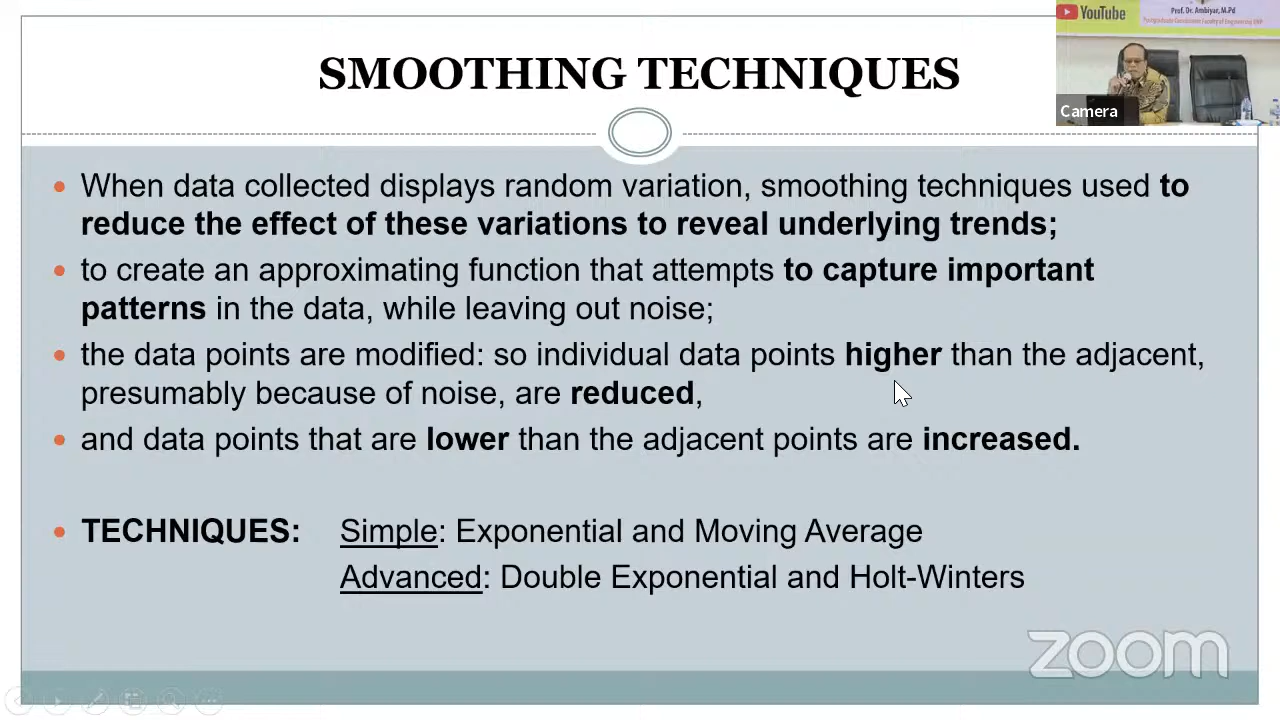 YouTube
Prof. Dr. Ambiyar, M.Pd
Camera
SMOOTHING TECHNIQUES
When data collected displays random variation, smoothing techniques used to
reduce the effect of these variations to reveal underlying trends;
to create an approximating function that attempts to capture important
patterns in the data, while leaving out noise;
the data points are modified: so individual data points higher than the adjacent,
presumably because of noise, are reduced,
and data points that are lower than the adjacent points are increased.
TECHNIQUES: Simple: Exponential and Moving Average
Advanced: Double Exponential and Holt-Winters
zoom